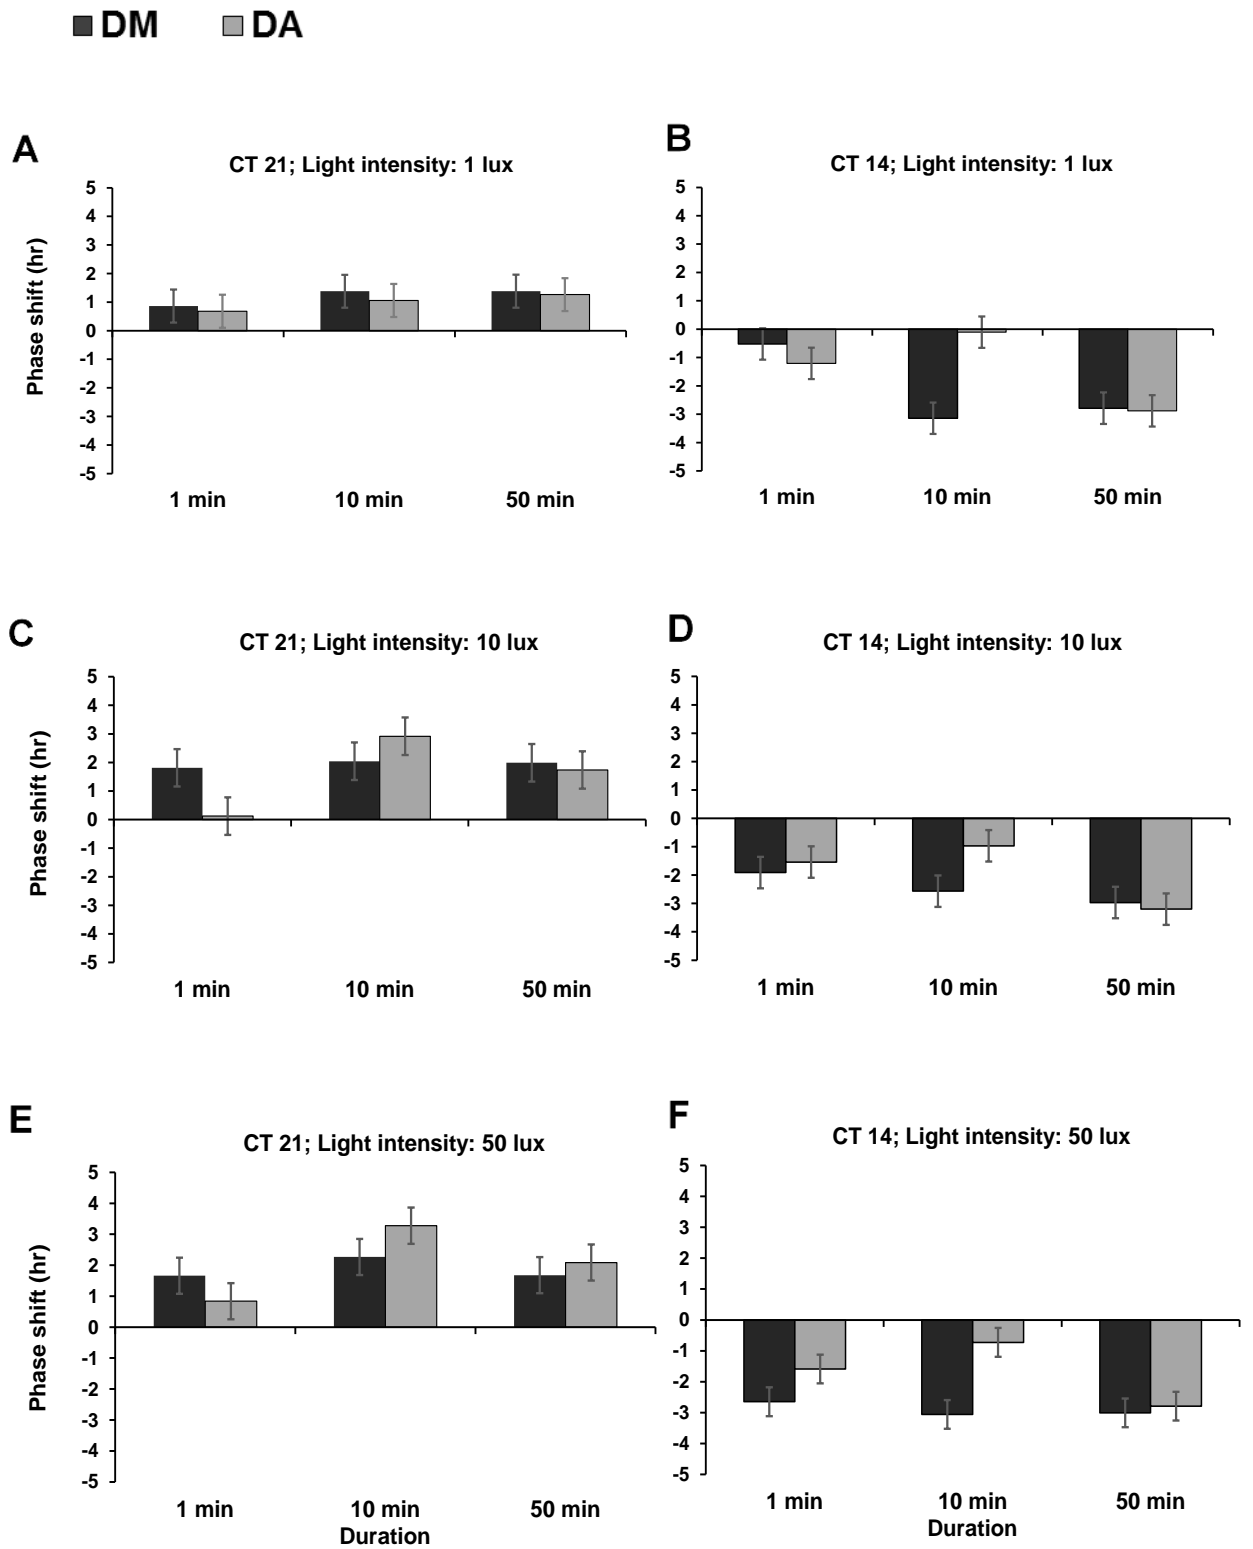 DM DA
A
CT 21; Light intensity: 1 lux
Phase shift (hr)
5
4
3
2
1
0
-1
-2
-3
-4
-5
1 min 10 min 50 min
B
CT 14; Light intensity: 1 lux
5
4
3
2
1
0
-1
-2
-3
-4
-5
1 min 10 min 50 min
C
CT 21; Light intensity: 10 lux
Phase shift (hr)
5
4
3
2
1
0
-1
-2
-3
-4
-5
1 min 10 min 50 min
D
CT 14; Light intensity: 10 lux
5
4
3
2
1
0
-1
-2
-3
-4
-5
1 min 10 min 50 min
E
CT 21; Light intensity: 50 lux
Phase shift (hr)
5
4
3
2
1
0
-1
-2
-3
-4
-5
1 min 10 min 50 min
Duration
F
CT 14; Light intensity: 50 lux
5
4
3
2
1
0
-1
-2
-3
-4
-5
1 min 10 min 50 min
Duration